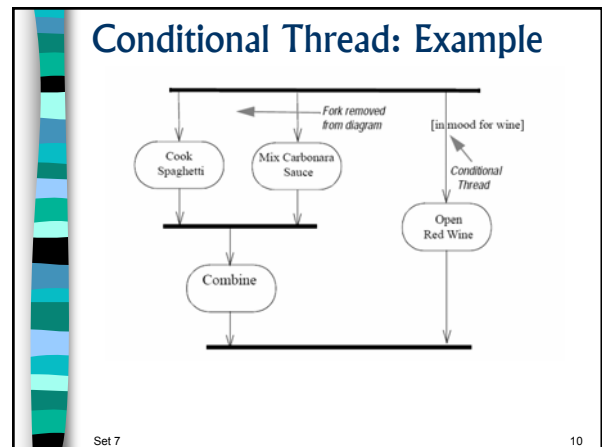 Conditional Thread: Example
Fork removed
from diagram
[in mood for wine]
Cook
Spaghetti
Mix Carbonara
Sauce
Conditional
Thread
Open
Red Wine
Combine
Set 7
10